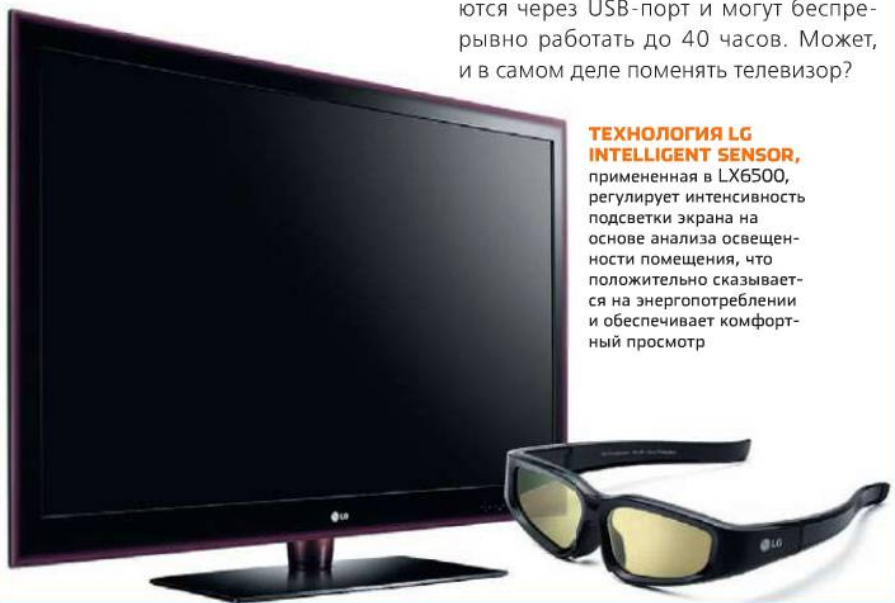 ются через USB-порт и могут беспре-
рывно работать до 40 часов. Может,
и в самом деле поменять телевизор?
ТЕХНОЛОГИЯ LG
INTELLIGENT SENSOR,
примененная в LX6500,
регулирует интенсивность
подсветки экрана на
основе анализа освещен-
ности помещения, что
положительно сказывает-
ся на энергопотреблении
и обеспечивает комфорт-
ный просмотр
LG
LG